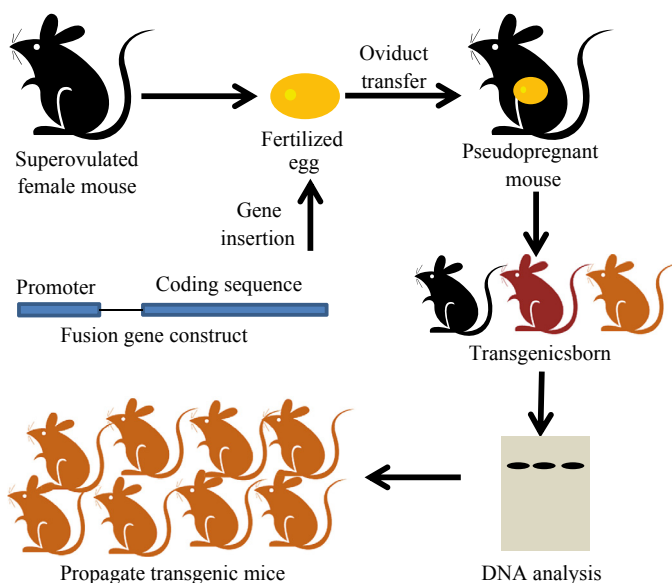 Superovulated
female mouse
Fertilized
egg
Oviduct
transfer
Pseudopregnant
mouse
Gene
insertion
Promoter
Coding sequence
Fusion gene construct
Transgenicsborn
DNA analysis
Propagate transgenic mice